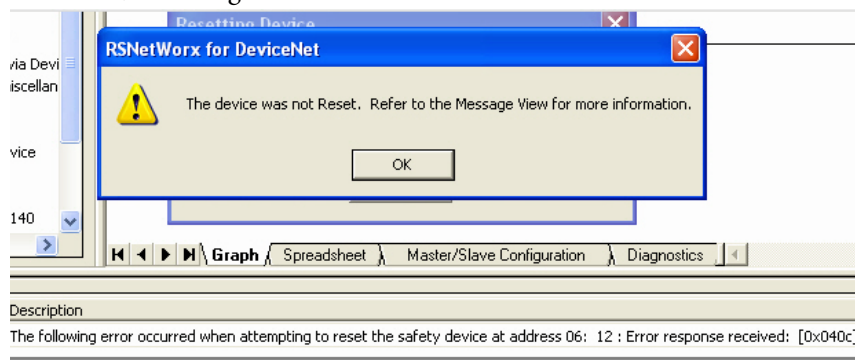 Resetting Device
RSNetWorx for DeviceNet
via Devi
iscellan
The device was not Reset. Refer to the Message View for more information.
vice
OK
140
Graph Spreadsheet Master/Slave Configuration Diagnostics
Description
The following error occurred when attempting to reset the safety device at address 06: 12 : Error response received: [0x040c]